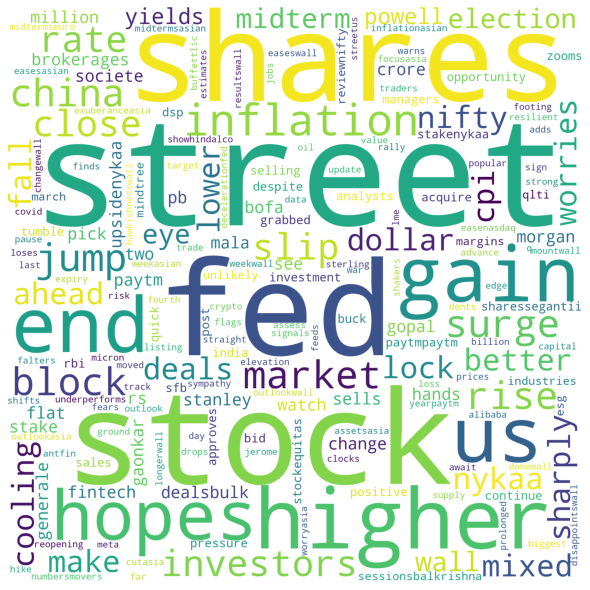 million
midtermseuro
midtermsasian
yields
brokerages
easesasian
societe
shares
midterm
powell
election
buffettlic
estimates
easeswall
resultswall
reviewnifty
inflationasian
focusasia
warns
streetus
zooms
opportunity
rate
china
close
inflation
nifty
crore
managers
jobs
traders
stakenykaa
footing
resilient
adds
worries
changewall
exuberanceasia
dsp
showhindalco
finds
target
mindtree
hawkishnesswall
decelerationfed
oil
value
rally
selling
update
popular
sign
strong
qlti
despite
data
acquire
cpi
fall
covid
march
upsidenykaa
lower
pb
bofa
analysts
tumble
pause
loses
last
expiry
risk
street
pick
eye
grabbed
trade
weekasian
weekwall
lme
easenasdaq
qmountwall
dollar
margins
morgan
advance
edge
shakers
dents
jump
two
mala
see
war
sterling
slip
unlikely
investment
gain
ahead
paytm
fourth
crypto
buck
quick
post
flags
assess
signals
gopal
paytmpaytm
sharessegantii
end
fed
surge
block
deals
market
lock
better
listing
india
straight
feeds
elevation
billion
capital
falters
rbi
micron
moved
sfb
sympathy
outlookwall
loss
prices
industries
shifts
underperforms
track
fears
outlook
longerwall
stanley
watch
hands
yearpaytm
rise
flat
rs
stock
us
stake
ground
day
drops
approves
jerome
bid
sells
change
assetsasia
clocks
alibaba
esg
outlookasia
antfin
gaonkar
stockequitas
await
donewall
nykaa
sharply
cooling
generale
sales
fintech
dealsbulk
positive
supply
continue
prolonged
disappointswall
hopes
higher
reopening
meta
pressure
worryasia
biggest
make
investors
wall
mixed
hike
numbersmovers
cutasia
far
sessionsbalkrishna